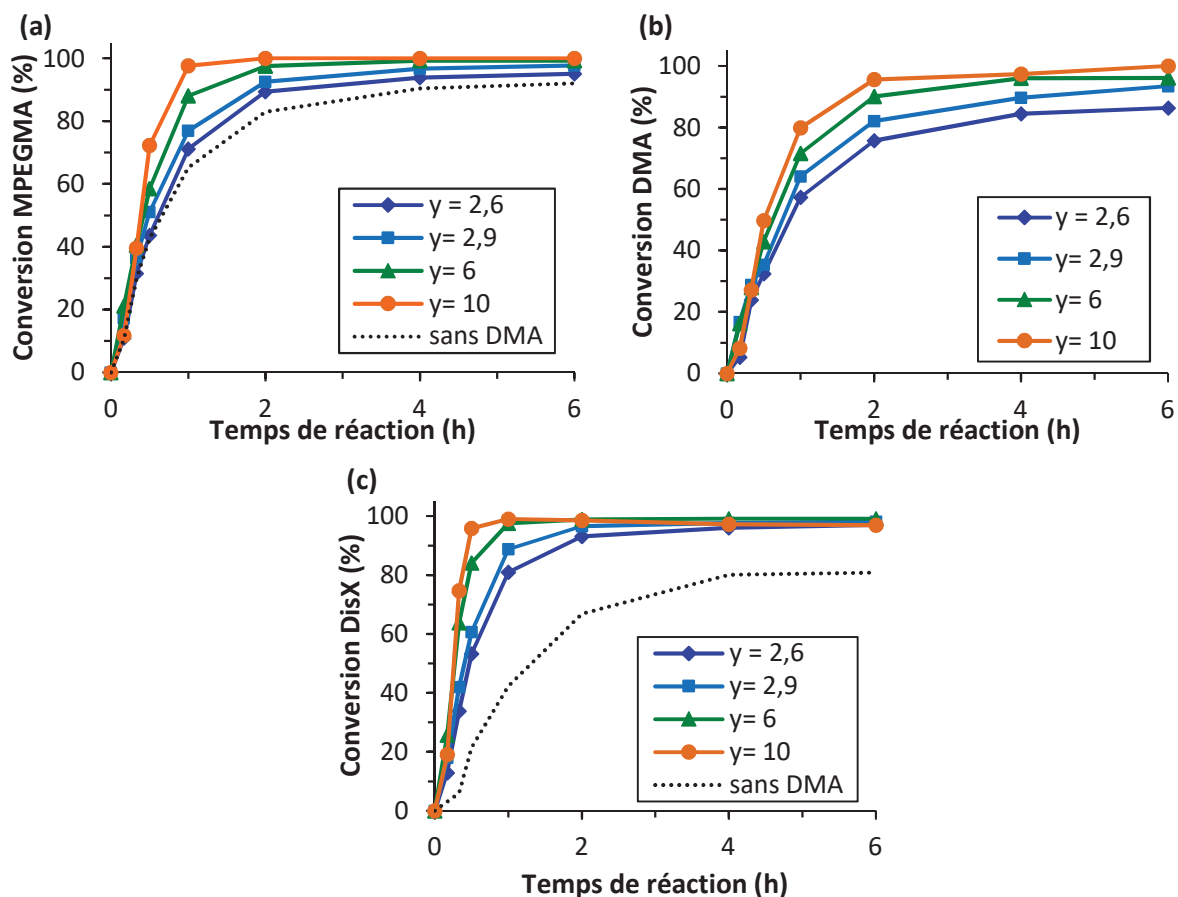 (a)
Conversion MPEGMA (%)
100
80
60
40
20
0
0
2
4
6
Temps de réaction (h)
y = 2,6
y= 2,9
y= 6
y= 10
sans DMA
(b)
Conversion DMA (%)
100
80
60
40
20
0
0
2
4
6
Temps de réaction (h)
y = 2,6
y= 2,9
y= 6
y= 10
(c)
Conversion DisX (%)
100
80
60
40
20
0
0
2
4
6
Temps de réaction (h)
y = 2,6
y= 2,9
y= 6
y= 10
sans DMA